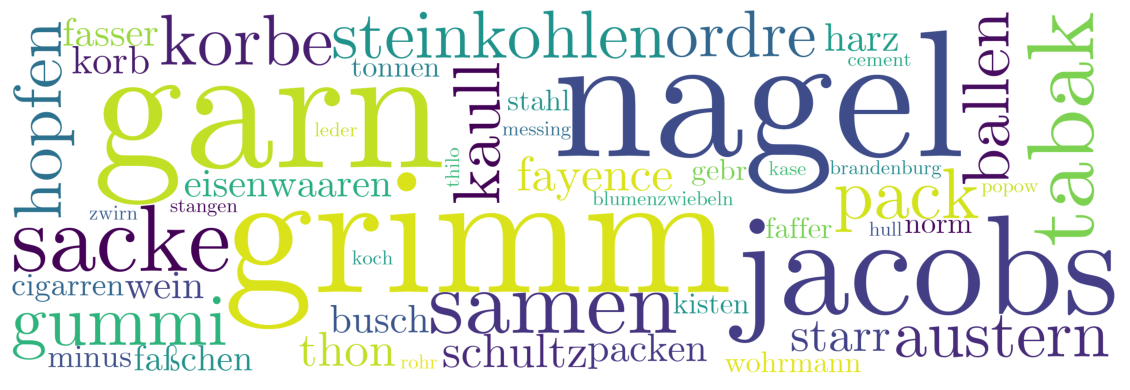 hopfen
fasser
korb
korbe
steinkohlen
ordre
harz
cement
tonnen
ballen
tabak
garn
leder
kaull
stahl
messing
nagel
thilo
eisenwaaren
fayence
gebr
kase
brandenburg
blumenzwiebeln
pack
popow
zwirn
stangen
sacke
grimm
koch
faffer
hull
norm
jacobs
cigarren
wein
gummi
busch
samen
kisten
starr
austern
minus
faßchen
thon
rohr
schultz
packen
wohrmann